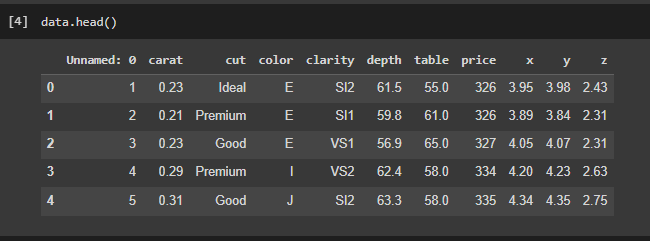 [4] data.head()
Unnamed: 0 carat cut color clarity depth table price x y z
0 1 0.23 Ideal E SI2 61.5 55.0 326 3.95 3.98 2.43
1 2 0.21 Premium E SI1 59.8 61.0 326 3.89 3.84 2.31
2 3 0.23 Good E VS1 56.9 65.0 327 4.05 4.07 2.31
3 4 0.29 Premium I VS2 62.4 58.0 334 4.20 4.23 2.63
4 5 0.31 Good J SI2 63.3 58.0 335 4.34 4.35 2.75